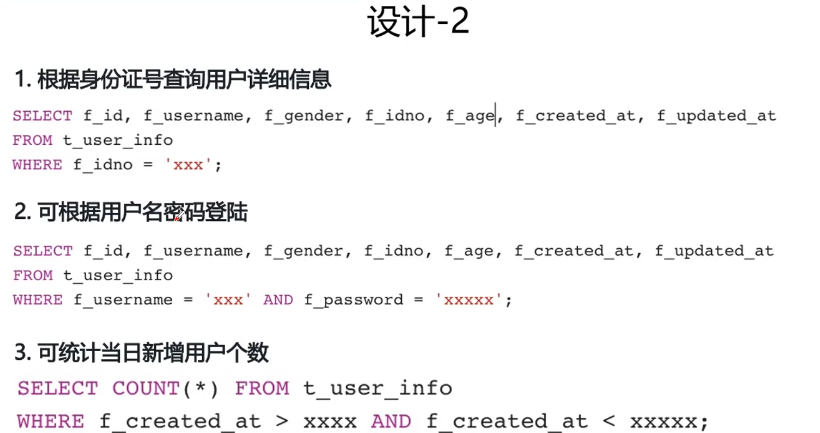 设计-2
1. 根据身份证号查询用户详细信息
SELECT f_id, f_username, f_gender, f_idno, f_age, f_created_at, f_updated_at
FROM t_user_info
WHERE f_idno = 'xxx';
2. 可根据用户名密码登陆
SELECT f_id, f_username, f_gender, f_idno, f_age, f_created_at, f_updated_at
FROM t_user_info
WHERE f_username = 'xxx' AND f_password = 'xxxxx';
3. 可统计当日新增用户个数
SELECT COUNT(*) FROM t_user_info
WHERE f_created_at > xxxx AND f_created_at < xxxxx;